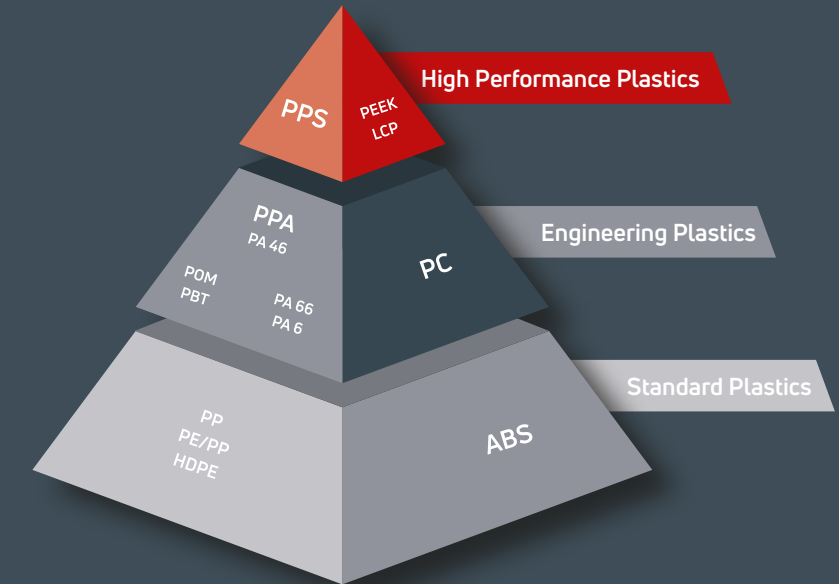 High Performance Plastics
PPS
PEEK
LCP
Engineering Plastics
PPA
PA 46
POM
PBT
PA 66
PA 6
PC
Standard Plastics
PP
PE/PP
HDPE
ABS